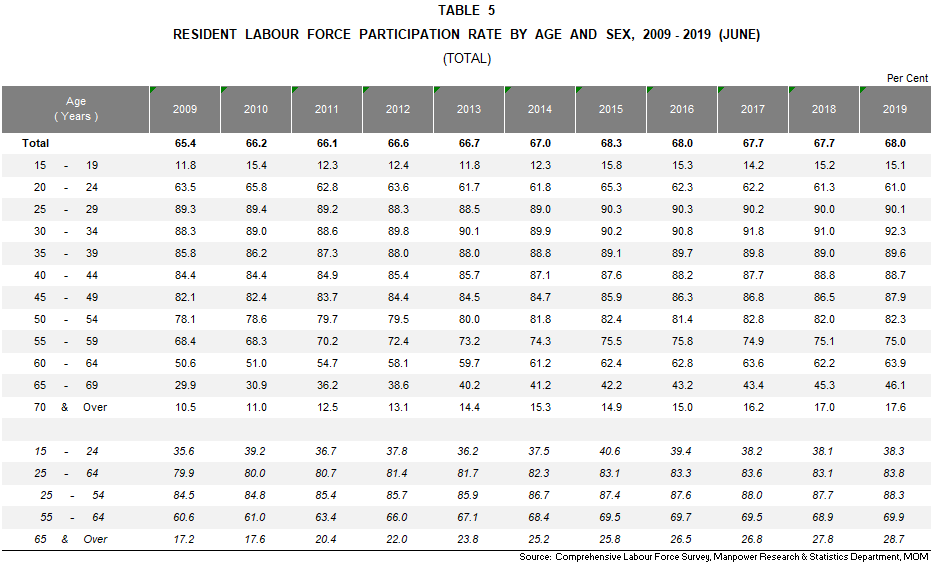 TABLE 5
RESIDENT LABOUR FORCE PARTICIPATION RATE BY AGE AND SEX, 2009 - 2019 (JUNE)
(TOTAL)
Per Cent
Age
( Years ) 2009 2010 2011 2012 2013 2014 2015 2016 2017 2018 2019
Total 65.4 66.2 66.1 66.6 66.7 67.0 68.3 68.0 67.7 67.7 68.0
15 - 19 11.8 15.4 12.3 12.4 11.8 12.3 15.8 15.3 14.2 15.2 15.1
20 - 24 63.5 65.8 62.8 63.6 61.7 61.8 65.3 62.3 62.2 61.3 61.0
25 - 29 89.3 89.4 89.2 88.3 88.5 89.0 90.3 90.3 90.2 90.0 90.1
30 - 34 88.3 89.0 88.6 89.8 90.1 89.9 90.2 90.8 91.8 91.0 92.3
35 - 39 85.8 86.2 87.3 88.0 88.0 88.8 89.1 89.7 89.8 89.0 89.6
40 - 44 84.4 84.4 84.9 85.4 85.7 87.1 87.6 88.2 87.7 88.8 88.7
45 - 49 82.1 82.4 83.7 84.4 84.5 84.7 85.9 86.3 86.8 86.5 87.9
50 - 54 78.1 78.6 79.7 79.5 80.0 81.8 82.4 81.4 82.8 82.0 82.3
55 - 59 68.4 68.3 70.2 72.4 73.2 74.3 75.5 75.8 74.9 75.1 75.0
60 - 64 50.6 51.0 54.7 58.1 59.7 61.2 62.4 62.8 63.6 62.2 63.9
65 - 69 29.9 30.9 36.2 38.6 40.2 41.2 42.2 43.2 43.4 45.3 46.1
70 & Over 10.5 11.0 12.5 13.1 14.4 15.3 14.9 15.0 16.2 17.0 17.6
15 - 24 35.6 39.2 36.7 37.8 36.2 37.5 40.6 39.4 38.2 38.1 38.3
25 - 64 79.9 80.0 80.7 81.4 81.7 82.3 83.1 83.3 83.6 83.1 83.8
25 - 54 84.5 84.8 85.4 85.7 85.9 86.7 87.4 87.6 88.0 87.7 88.3
55 - 64 60.6 61.0 63.4 66.0 67.1 68.4 69.5 69.7 69.5 68.9 69.9
65 & Over 17.2 17.6 20.4 22.0 23.8 25.2 25.8 26.5 26.8 27.8 28.7
Source: Comprehensive Labour Force Survey, Manpower Research & Statistics Department, MOM